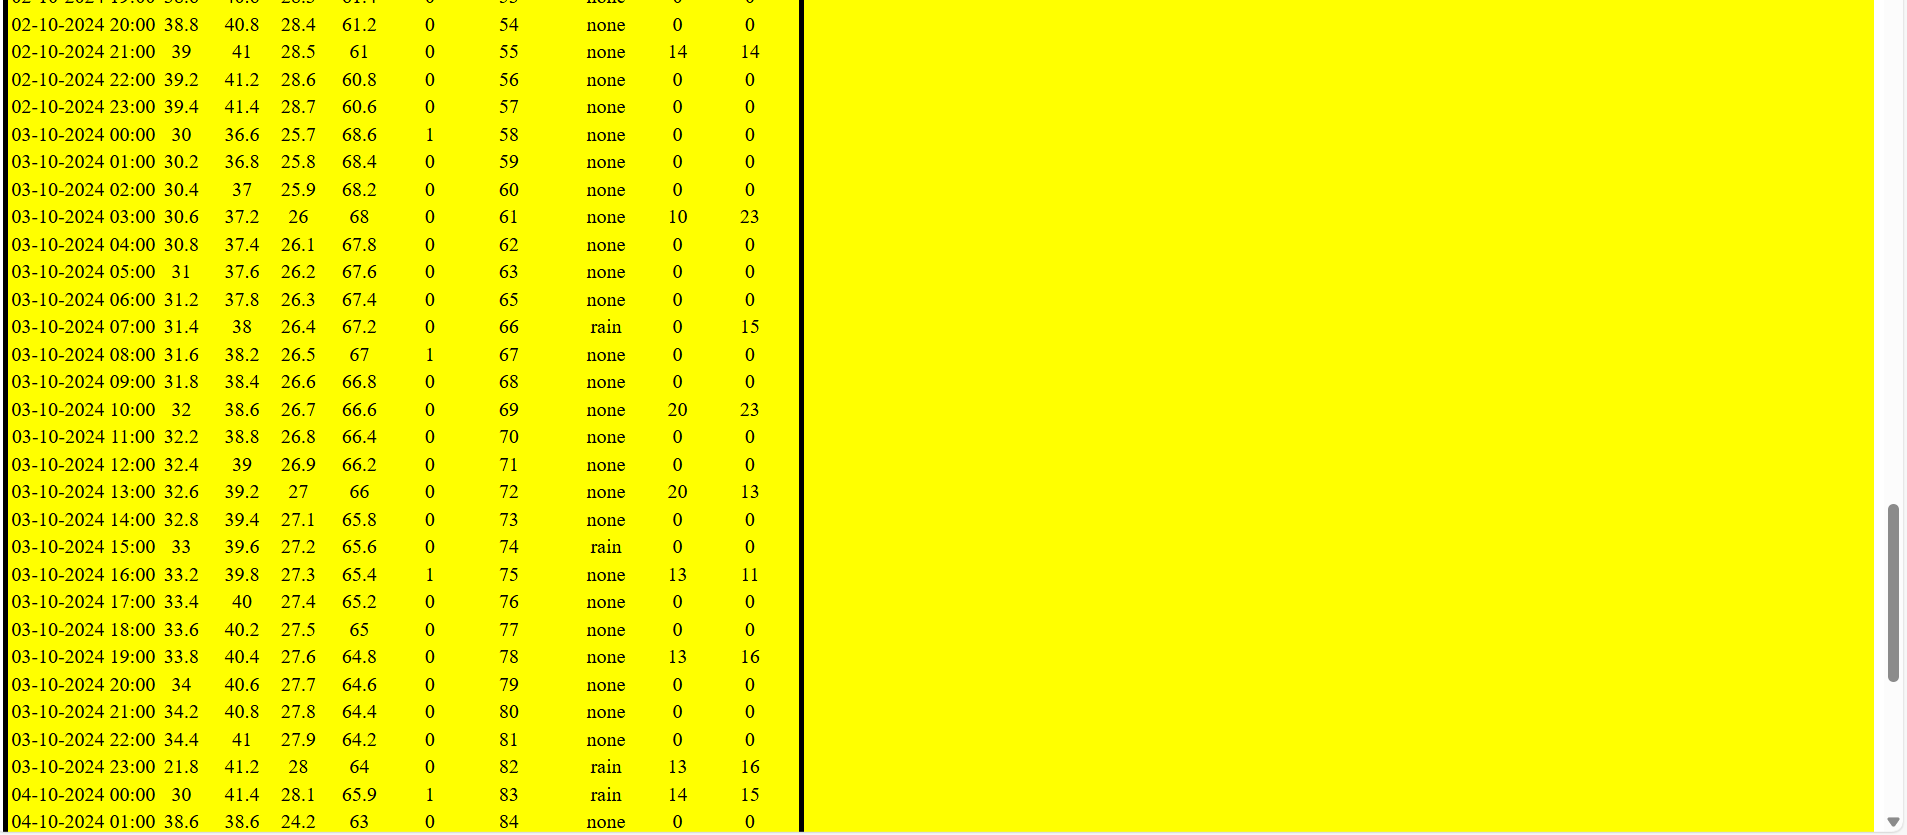 02-10-2024 20:00 38.8 40.8 28.4 61.2 0 54 none 0 0
02-10-2024 21:00 39 41 28.5 61 0 55 none 14 14
02-10-2024 22:00 39.2 41.2 28.6 60.8 0 56 none 0 0
02-10-2024 23:00 39.4 41.4 28.7 60.6 0 57 none 0 0
03-10-2024 00:00 30 36.6 25.7 68.6 1 58 none 0 0
03-10-2024 01:00 30.2 36.8 25.8 68.4 0 59 none 0 0
03-10-2024 02:00 30.4 37 25.9 68.2 0 60 none 0 0
03-10-2024 03:00 30.6 37.2 26 68 0 61 none 10 23
03-10-2024 04:00 30.8 37.4 26.1 67.8 0 62 none 0 0
03-10-2024 05:00 31 37.6 26.2 67.6 0 63 none 0 0
03-10-2024 06:00 31.2 37.8 26.3 67.4 0 65 none 0 0
03-10-2024 07:00 31.4 38 26.4 67.2 0 66 rain 0 15
03-10-2024 08:00 31.6 38.2 26.5 67 1 67 none 0 0
03-10-2024 09:00 31.8 38.4 26.6 66.8 0 68 none 0 0
03-10-2024 10:00 32 38.6 26.7 66.6 0 69 none 20 23
03-10-2024 11:00 32.2 38.8 26.8 66.4 0 70 none 0 0
03-10-2024 12:00 32.4 39 26.9 66.2 0 71 none 0 0
03-10-2024 13:00 32.6 39.2 27 66 0 72 none 20 13
03-10-2024 14:00 32.8 39.4 27.1 65.8 0 73 none 0 0
03-10-2024 15:00 33 39.6 27.2 65.6 0 74 rain 0 0
03-10-2024 16:00 33.2 39.8 27.3 65.4 1 75 none 13 11
03-10-2024 17:00 33.4 40 27.4 65.2 0 76 none 0 0
03-10-2024 18:00 33.6 40.2 27.5 65 0 77 none 0 0
03-10-2024 19:00 33.8 40.4 27.6 64.8 0 78 none 13 16
03-10-2024 20:00 34 40.6 27.7 64.6 0 79 none 0 0
03-10-2024 21:00 34.2 40.8 27.8 64.4 0 80 none 0 0
03-10-2024 22:00 34.4 41 27.9 64.2 0 81 none 0 0
03-10-2024 23:00 21.8 41.2 28 64 0 82 rain 13 16
04-10-2024 00:00 30 41.4 28.1 65.9 1 83 rain 14 15
04-10-2024 01:00 38.6 38.6 24.2 63 0 84 none 0 0